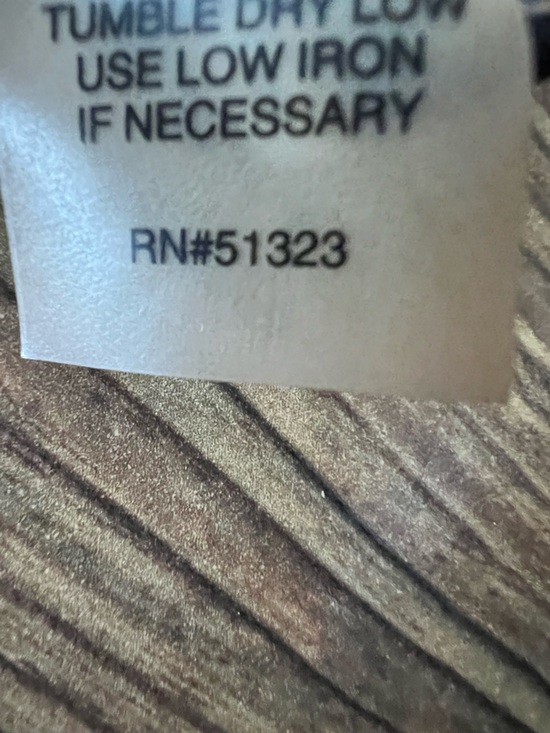 TUMBLE DRY LOW
USE LOW IRON
IF NECESSARY
RN#51323